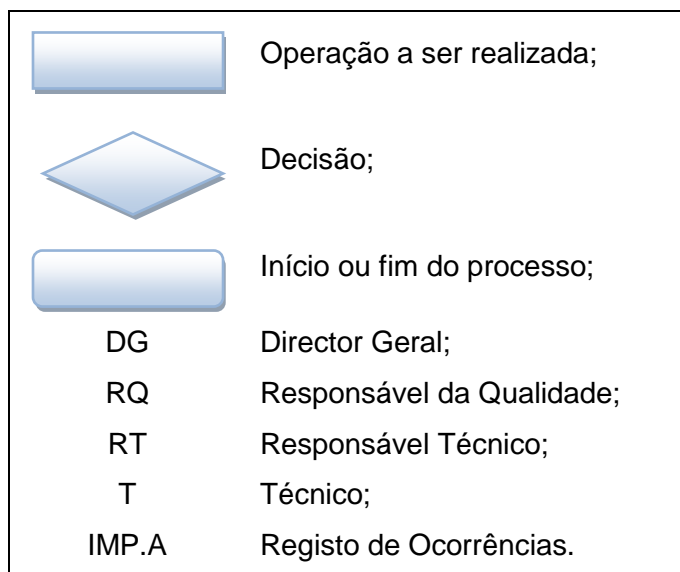 Operação a ser realizada;
Decisão;
Início ou fim do processo;
DG Director Geral;
RQ Responsável da Qualidade;
RT Responsável Técnico;
T Técnico;
IMP.A Registo de Ocorrências.